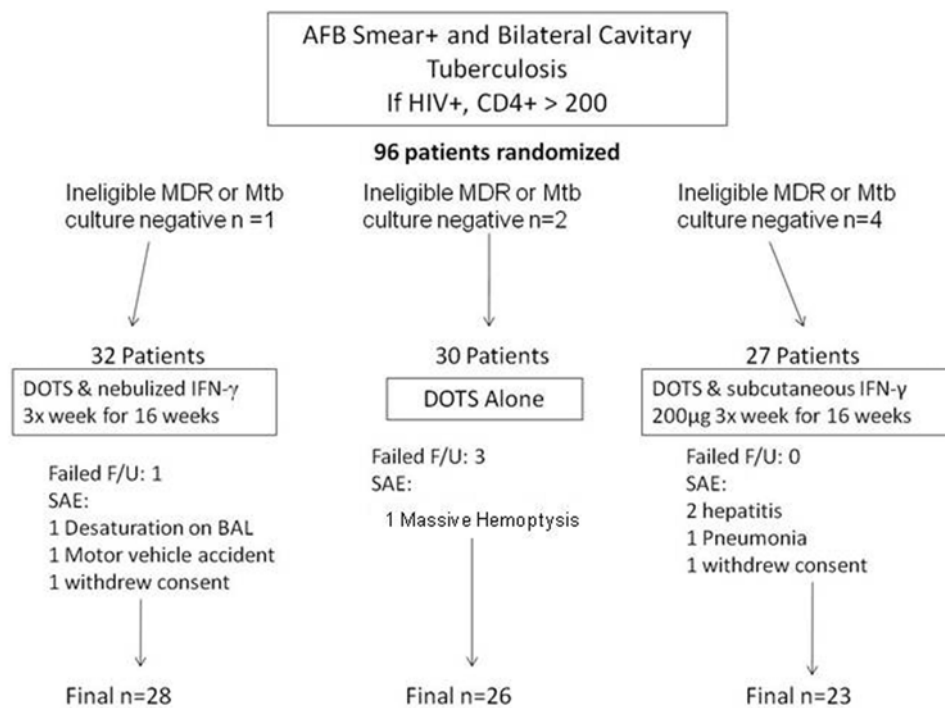 AFB Smear+ and Bilateral Cavitary
Tuberculosis
If HIV+, CD4+ > 200
96 patients randomized
Ineligible MDR or Mtb
culture negative n =1
Ineligible MDR or Mtb
culture negative n=2
Ineligible MDR or Mtb
culture negative n=4
32 Patients
DOTS & nebulized IFN-γ
3x week for 16 weeks
30 Patients
DOTS Alone
27 Patients
DOTS & subcutaneous IFN-γ
200µg 3x week for 16 weeks
Failed F/U: 1
SAE:
1 Desaturation on BAL
1 Motor vehicle accident
1 withdrew consent
Failed F/U: 3
SAE:
1 Massive Hemoptysis
Failed F/U: 0
SAE:
2 hepatitis
1 Pneumonia
1 withdrew consent
Final n=28
Final n=26
Final n=23